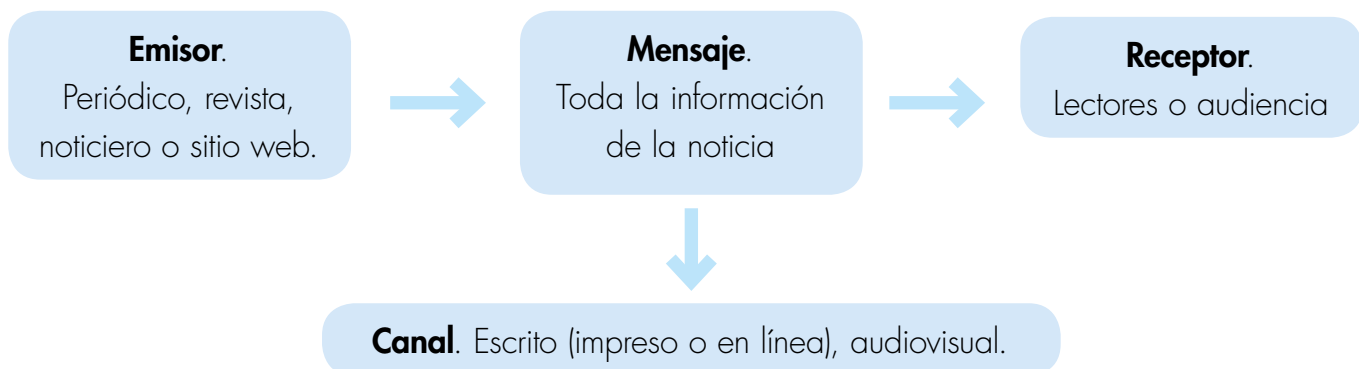 Emisor.
Periódico, revista,
noticiero o sitio web.
Mensaje.
Toda la información
de la noticia
Receptor.
Lectores o audiencia
Canal. Escrito (impreso o en línea), audiovisual.